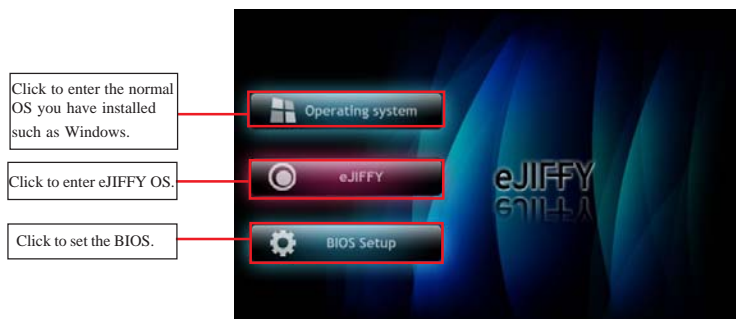 Click to enter the normal
OS you have installed
such as Windows.
Operating system
Click to enter eJIFFY OS.
eJIFFY
eJIFFY
Click to set the BIOS.
BIOS Setup